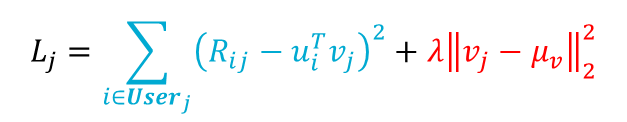 L_j = ∑_{i∈User_j} (R_{ij} − u_i^T v_j)^2 + λ‖v_j − μ_v‖_2^2